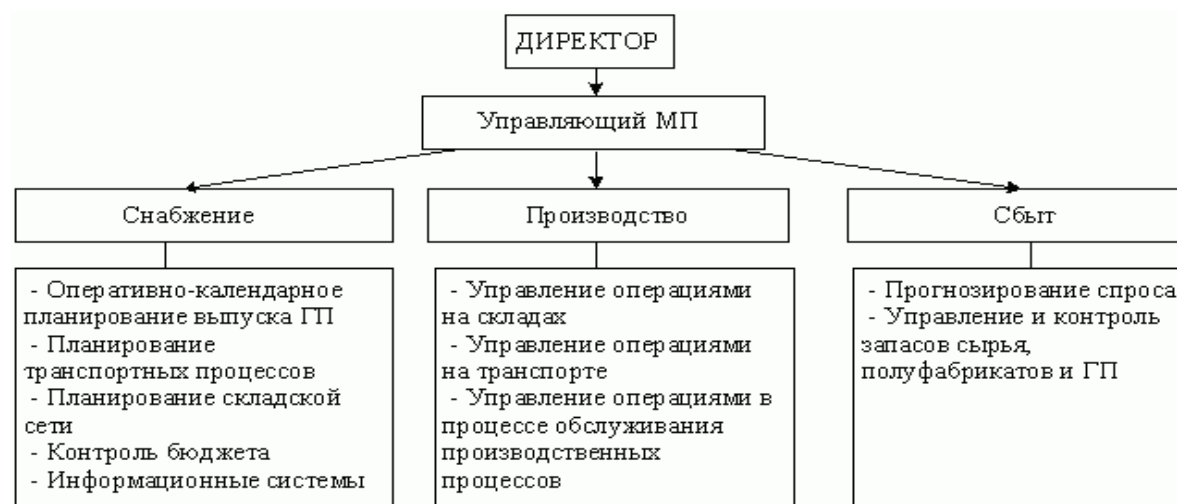 ДИРЕКТОР
Управляющий МП
Снабжение
Производство
Сбыт
- Оперативно-календарное
планирование выпуска ГП
- Планирование
транспортных процессов
- Планирование складской
сети
- Контроль бюджета
- Информационные системы
- Управление операциями
на складах
- Управление операциями
на транспорте
- Управление операциями в
процессе обслуживания
производственных
процессов
- Прогнозирование спроса
- Управление и контроль
запасов сырья,
полуфабрикатов и ГП